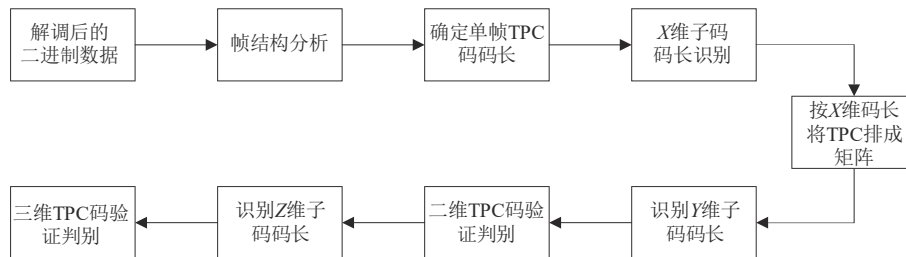 解调后的
二进制数据
帧结构分析
确定单帧TPC
码码长
X维子码
码长识别
按X维码长
将TPC排成
矩阵
识别Y维子
码码长
二维TPC码验
证判别
识别Z维子
码码长
三维TPC码验
证判别